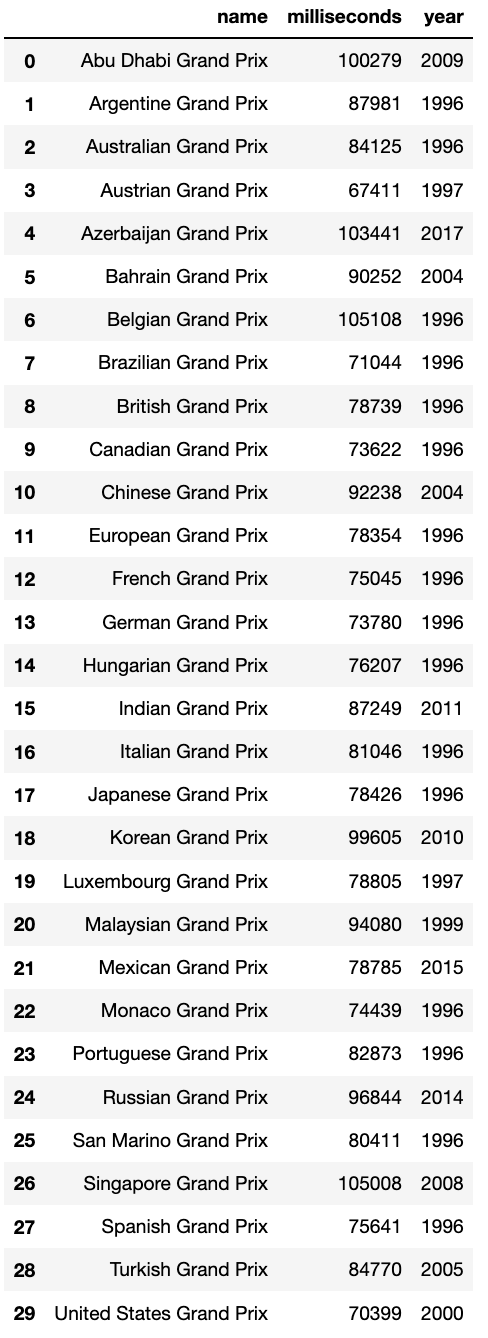 name milliseconds year
0 Abu Dhabi Grand Prix 100279 2009
1 Argentine Grand Prix 87981 1996
2 Australian Grand Prix 84125 1996
3 Austrian Grand Prix 67411 1997
4 Azerbaijan Grand Prix 103441 2017
5 Bahrain Grand Prix 90252 2004
6 Belgian Grand Prix 105108 1996
7 Brazilian Grand Prix 71044 1996
8 British Grand Prix 78739 1996
9 Canadian Grand Prix 73622 1996
10 Chinese Grand Prix 92238 2004
11 European Grand Prix 78354 1996
12 French Grand Prix 75045 1996
13 German Grand Prix 73780 1996
14 Hungarian Grand Prix 76207 1996
15 Indian Grand Prix 87249 2011
16 Italian Grand Prix 81046 1996
17 Japanese Grand Prix 78426 1996
18 Korean Grand Prix 99605 2010
19 Luxembourg Grand Prix 78805 1997
20 Malaysian Grand Prix 94080 1999
21 Mexican Grand Prix 78785 2015
22 Monaco Grand Prix 74439 1996
23 Portuguese Grand Prix 82873 1996
24 Russian Grand Prix 96844 2014
25 San Marino Grand Prix 80411 1996
26 Singapore Grand Prix 105008 2008
27 Spanish Grand Prix 75641 1996
28 Turkish Grand Prix 84770 2005
29 United States Grand Prix 70399 2000